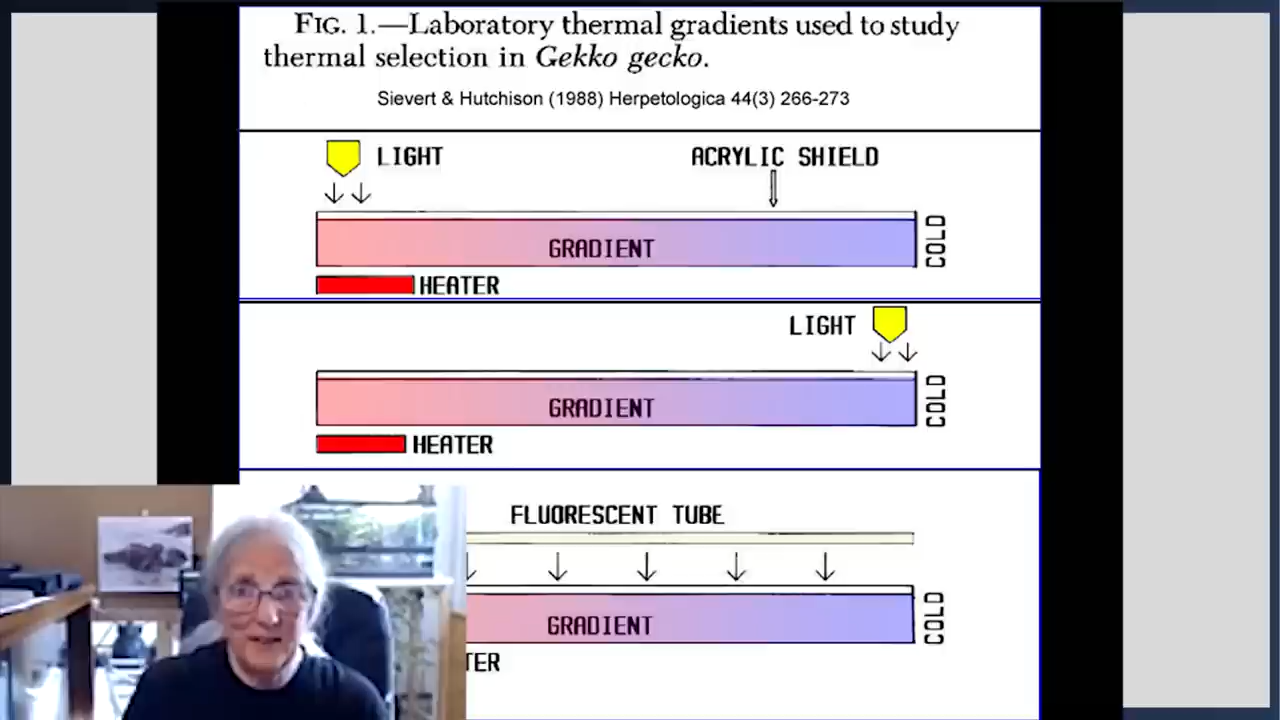 FIG. 1.—Laboratory thermal gradients used to study
thermal selection in Gekko gecko.
Sievert & Hutchison (1988) Herpetologica 44(3) 266-273
LIGHT
ACRYLIC SHIELD
GRADIENT
COLD
HEATER
LIGHT
GRADIENT
COLD
HEATER
FLUORESCENT TUBE
GRADIENT
COLD
TER